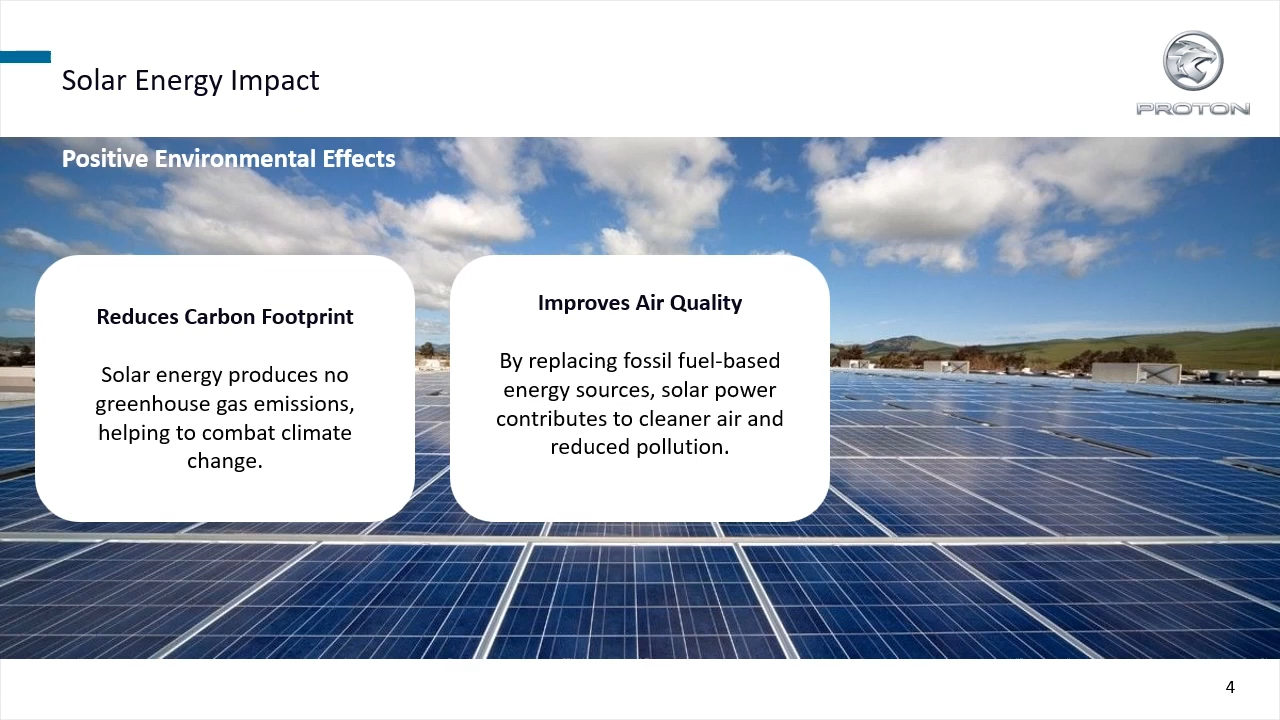 Solar Energy Impact
PROTON
Positive Environmental Effects
Reduces Carbon Footprint
Solar energy produces no
greenhouse gas emissions,
helping to combat climate
change.
Improves Air Quality
By replacing fossil fuel-based
energy sources, solar power
contributes to cleaner air and
reduced pollution.
4